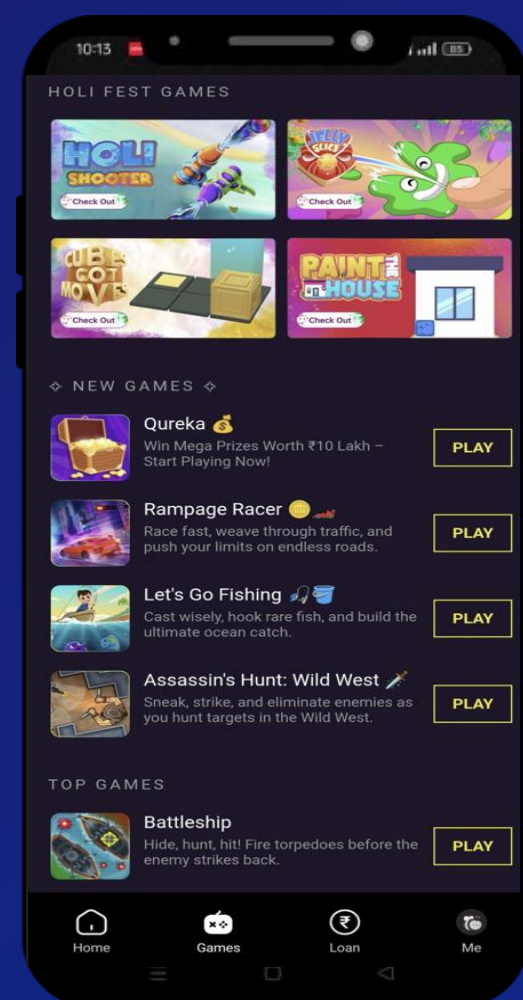 10:13
85
HOLI FEST GAMES
HOLI
SHOOTER
Check Out
JELLY
SLICE
Check Out
CUBES
GOT
MOVES
Check Out
PAINT THE
HOUSE
Check Out
✧ NEW GAMES ✧
Qureka 💰
Win Mega Prizes Worth ₹10 Lakh –
Start Playing Now!
PLAY
Rampage Racer 🪙🏎️
Race fast, weave through traffic, and
push your limits on endless roads.
PLAY
Let's Go Fishing 🎣🪣
Cast wisely, hook rare fish, and build the
ultimate ocean catch.
PLAY
Assassin's Hunt: Wild West 🗡️
Sneak, strike, and eliminate enemies as
you hunt targets in the Wild West.
PLAY
TOP GAMES
Battleship
Hide, hunt, hit! Fire torpedoes before the
enemy strikes back.
PLAY
Home
Games
Loan
Me